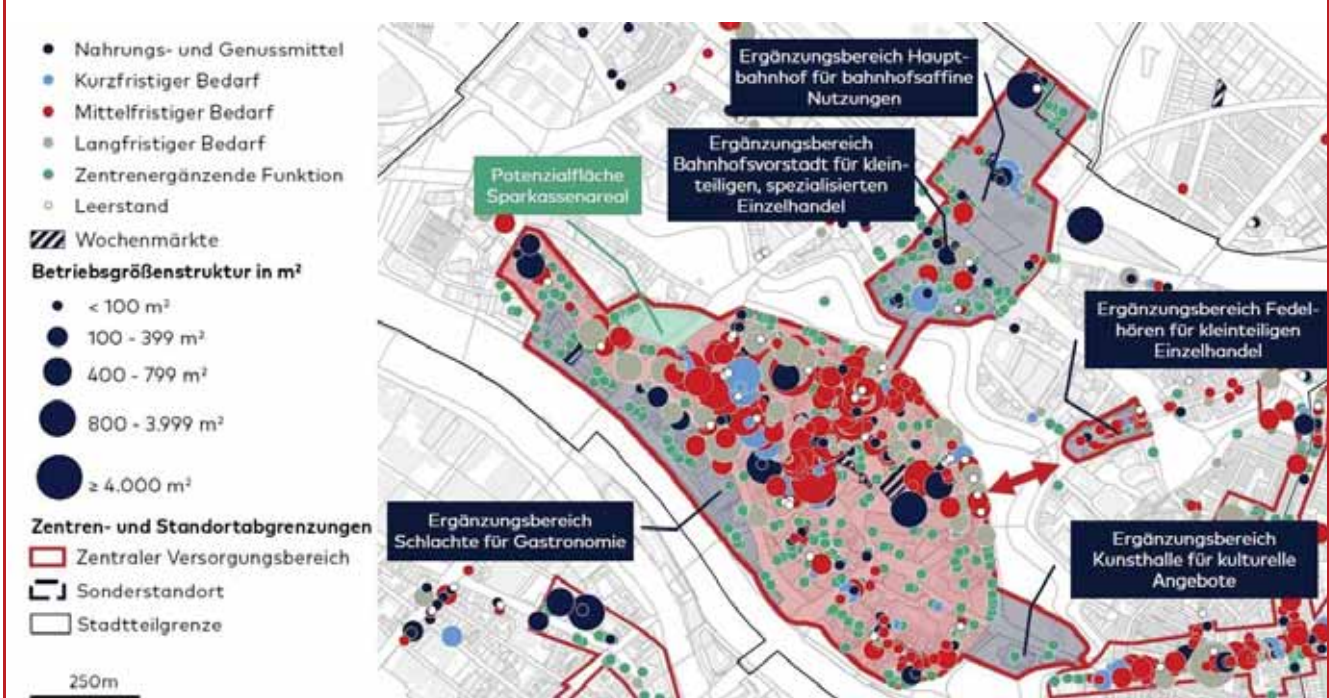 Nahrungs- und Genussmittel
Kurzfristiger Bedarf
Mittelfristiger Bedarf
Langfristiger Bedarf
Zentrenergänzende Funktion
Leerstand
Wochenmärkte
Betriebsgrößenstruktur in m²
< 100 m²
100 - 399 m²
400 - 799 m²
800 - 3.999 m²
≥ 4.000 m²
Zentren- und Standortabgrenzungen
Zentraler Versorgungsbereich
Sonderstandort
Stadtteilgrenze
250m
Ergänzungsbereich Haupt-
bahnhof für bahnhofsaffine
Nutzungen
Ergänzungsbereich
Bahnhofsvorstadt für klein-
teiligen, spezialisierten
Einzelhandel
Potenzialfläche
Sparkassenareal
Ergänzungsbereich Fedel-
hören für kleinteiligen
Einzelhandel
Ergänzungsbereich
Schlachte für Gastronomie
Ergänzungsbereich
Kunsthalle für kulturelle
Angebote